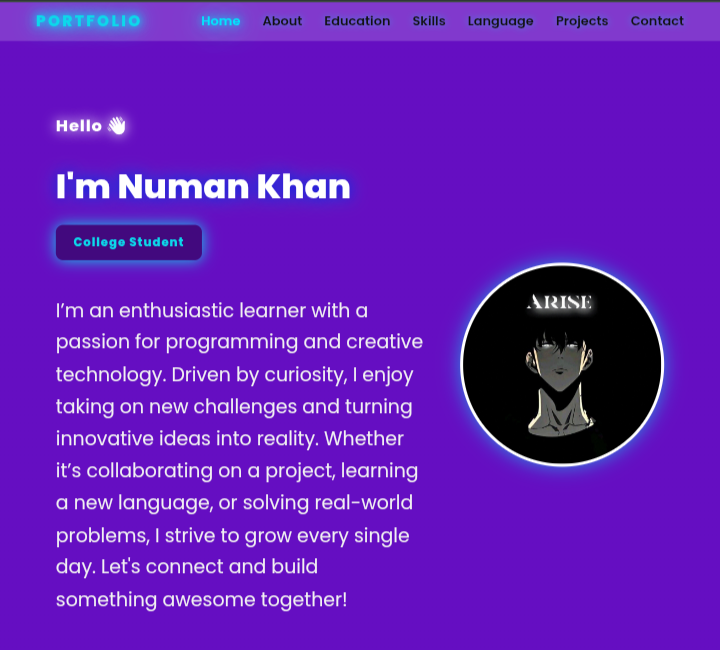 PORTFOLIO Home About Education Skills Language Projects Contact
Hello 👋
I'm Numan Khan
College Student
I’m an enthusiastic learner with a
passion for programming and creative
technology. Driven by curiosity, I enjoy
taking on new challenges and turning
innovative ideas into reality. Whether
it’s collaborating on a project, learning
a new language, or solving real-world
problems, I strive to grow every single
day. Let's connect and build
something awesome together!
ARISE